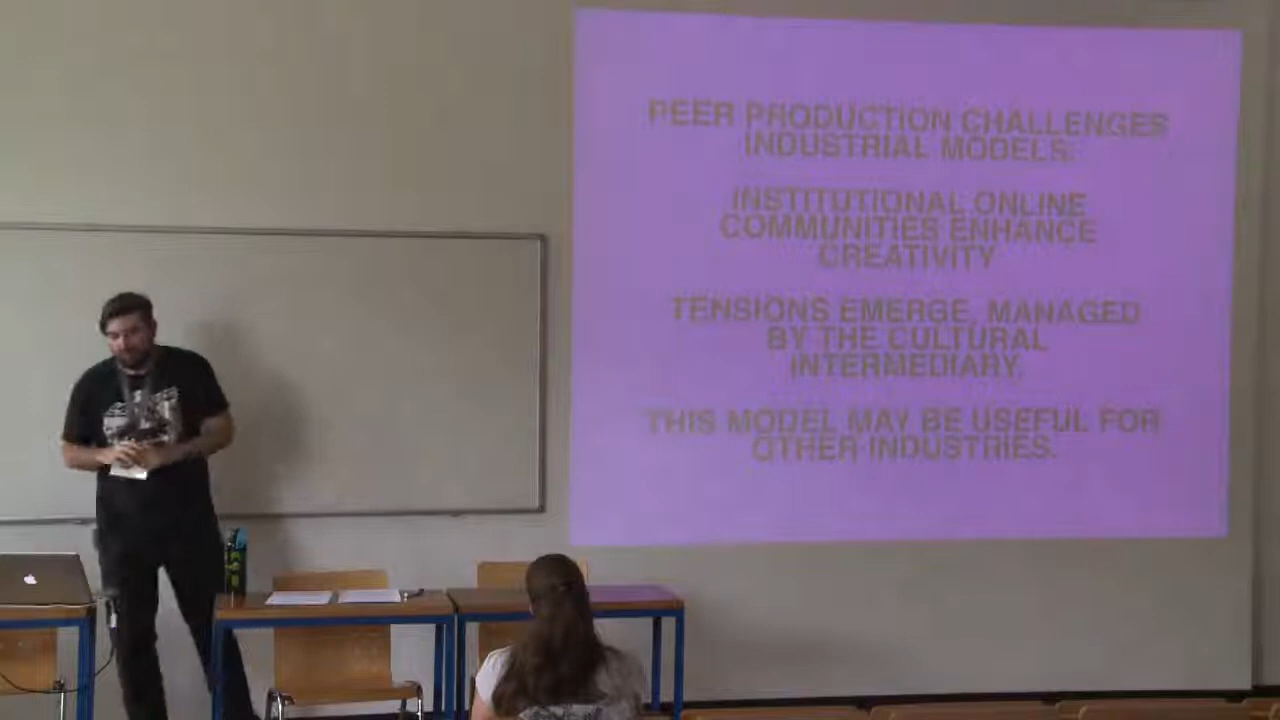 PEER PRODUCTION CHALLENGES
INDUSTRIAL MODELS.
INSTITUTIONAL ONLINE
COMMUNITIES ENHANCE
CREATIVITY
TENSIONS EMERGE, MANAGED
BY THE CULTURAL
INTERMEDIARY.
THIS MODEL MAY BE USEFUL FOR
OTHER INDUSTRIES.